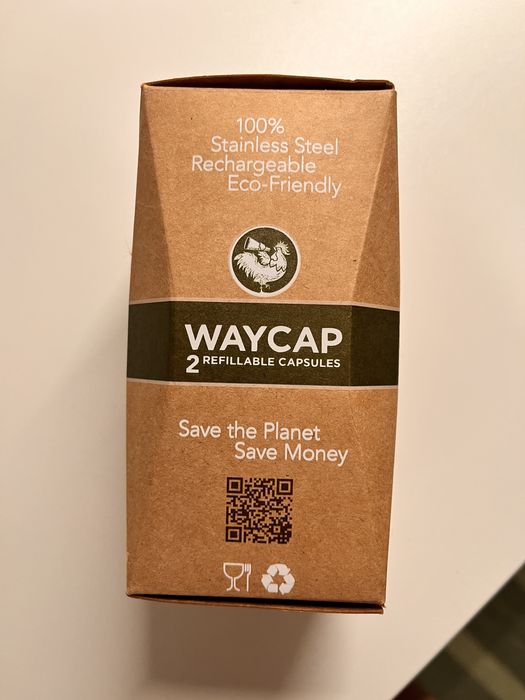 100%
Stainless Steel
Rechargeable
Eco-Friendly
WAYCAP
2 REFILLABLE CAPSULES
Save the Planet
Save Money